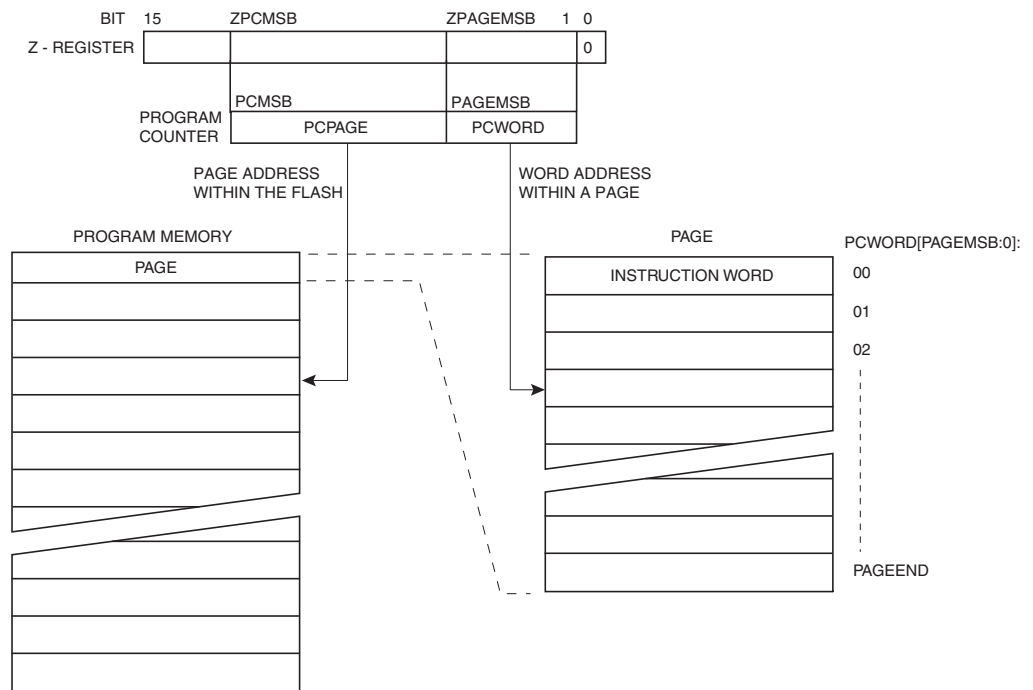 BIT 15 ZPCMSB ZPAGEMSB 1 0
Z - REGISTER 0
PCMSB PAGEMSB
PROGRAM
COUNTER
PCPAGE PCWORD
PAGE ADDRESS
WITHIN THE FLASH
WORD ADDRESS
WITHIN A PAGE
PROGRAM MEMORY
PAGE
PAGE
PCWORD[PAGEMSB:0]:
INSTRUCTION WORD
00
01
02
PAGEEND